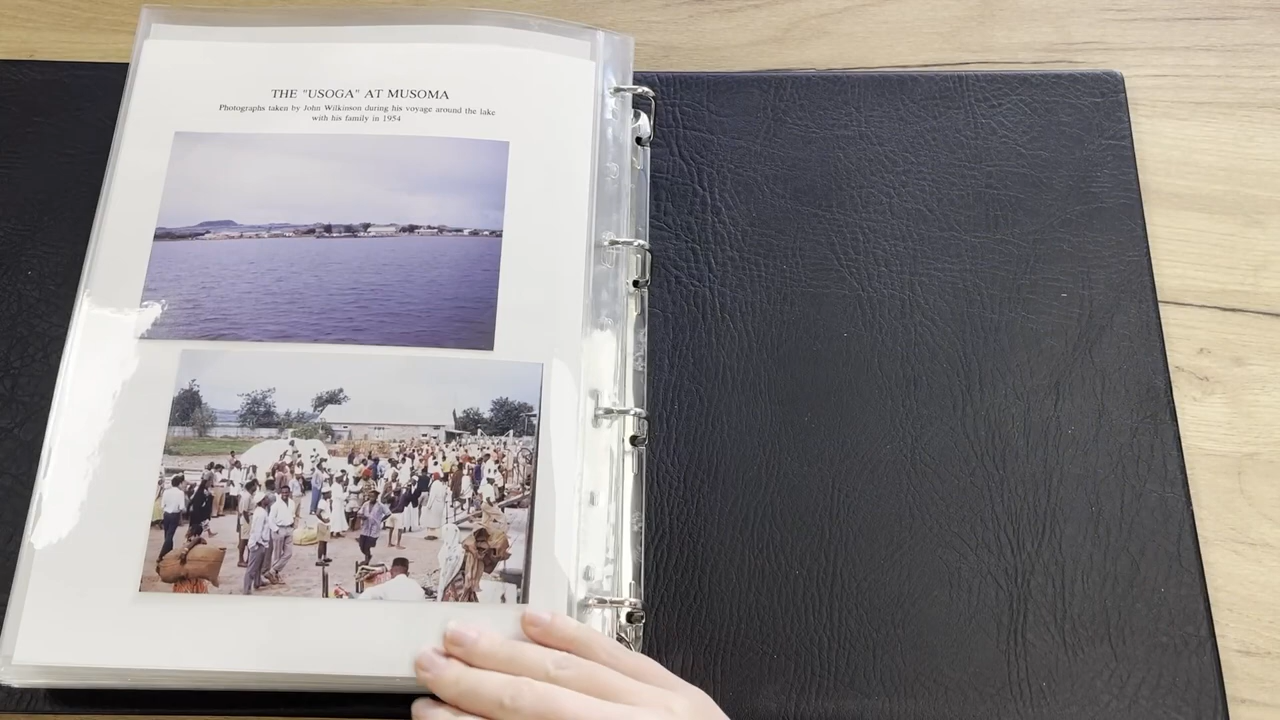 THE "USOGA" AT MUSOMA
Photographs taken by John Wilkinson during his voyage around the lake
with his family in 1954